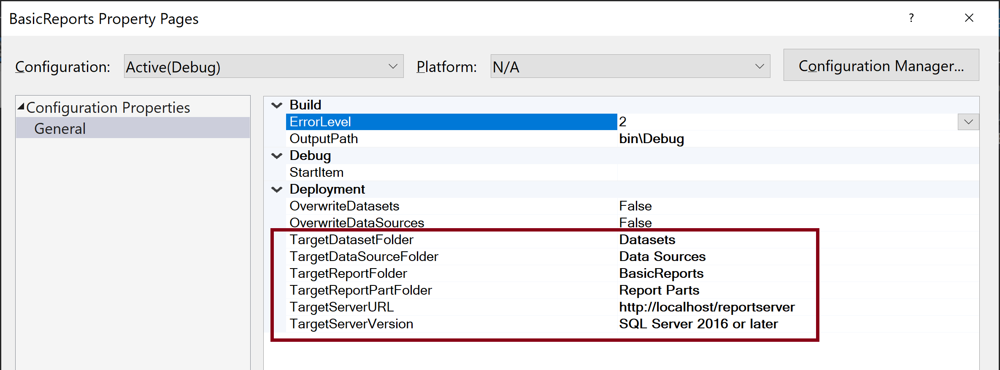 BasicReports Property Pages ? ✕
Configuration: Active(Debug) Platform: N/A Configuration Manager...
Configuration Properties
General
Build
ErrorLevel 2
OutputPath bin\Debug
Debug
StartItem
Deployment
OverwriteDatasets False
OverwriteDataSources False
TargetDatasetFolder Datasets
TargetDataSourceFolder Data Sources
TargetReportFolder BasicReports
TargetReportPartFolder Report Parts
TargetServerURL http://localhost/reportserver
TargetServerVersion SQL Server 2016 or later